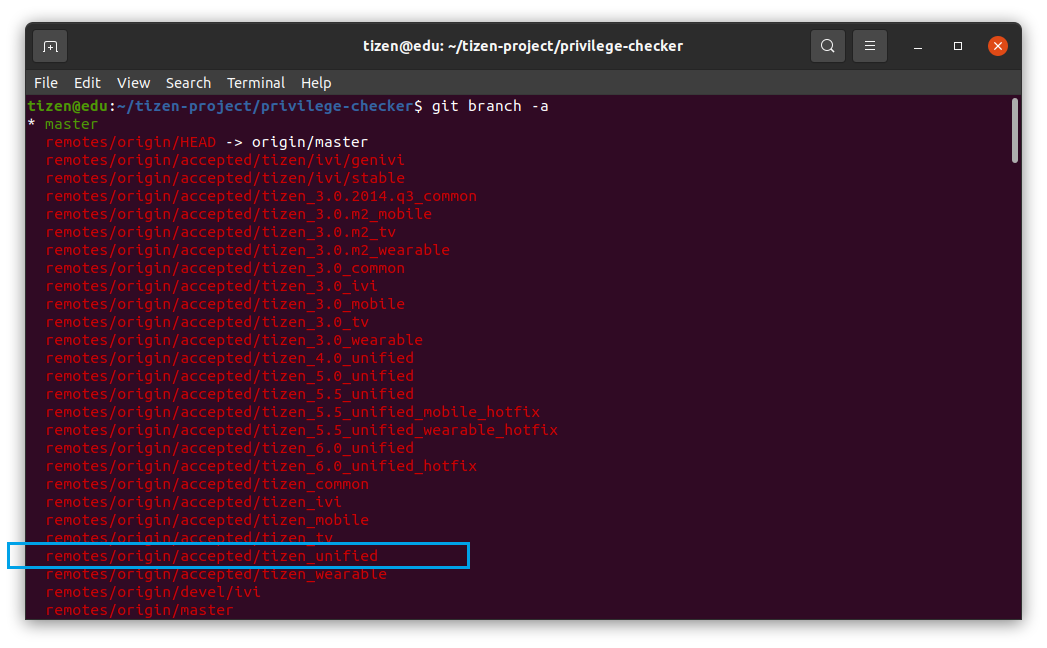 tizen@edu: ~/tizen-project/privilege-checker
File Edit View Search Terminal Help
tizen@edu:~/tizen-project/privilege-checker$ git branch -a
* master
remotes/origin/HEAD -> origin/master
remotes/origin/accepted/tizen/ivi/genivi
remotes/origin/accepted/tizen/ivi/stable
remotes/origin/accepted/tizen_3.0.2014.q3_common
remotes/origin/accepted/tizen_3.0.m2_mobile
remotes/origin/accepted/tizen_3.0.m2_tv
remotes/origin/accepted/tizen_3.0.m2_wearable
remotes/origin/accepted/tizen_3.0_common
remotes/origin/accepted/tizen_3.0_ivi
remotes/origin/accepted/tizen_3.0_mobile
remotes/origin/accepted/tizen_3.0_tv
remotes/origin/accepted/tizen_3.0_wearable
remotes/origin/accepted/tizen_4.0_unified
remotes/origin/accepted/tizen_5.0_unified
remotes/origin/accepted/tizen_5.5_unified
remotes/origin/accepted/tizen_5.5_unified_mobile_hotfix
remotes/origin/accepted/tizen_5.5_unified_wearable_hotfix
remotes/origin/accepted/tizen_6.0_unified
remotes/origin/accepted/tizen_6.0_unified_hotfix
remotes/origin/accepted/tizen_common
remotes/origin/accepted/tizen_ivi
remotes/origin/accepted/tizen_mobile
remotes/origin/accepted/tizen_tv
remotes/origin/accepted/tizen_unified
remotes/origin/accepted/tizen_wearable
remotes/origin/devel/ivi
remotes/origin/master